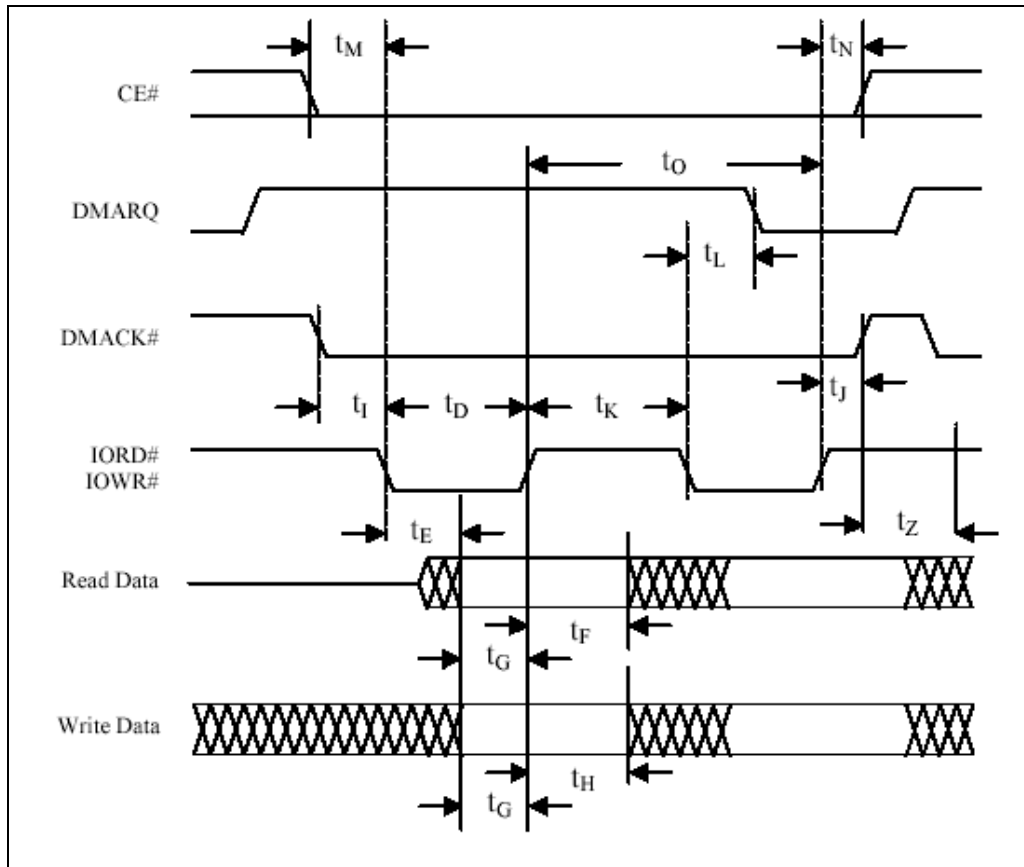 tM tN
CE#
tO
DMARQ
tL
DMACK#
tJ
tI tD tK
IORD#
IOWR#
tE tZ
Read Data
tF
tG
Write Data
tH
tG